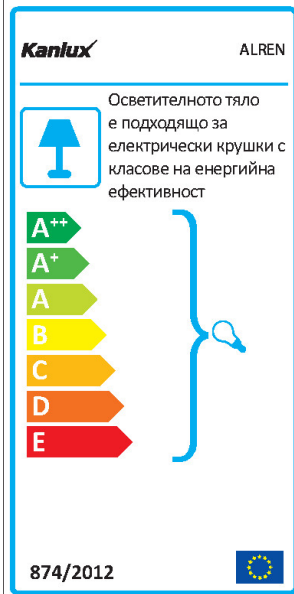 Kanlux ALREN
Осветителното тяло
е подходящо за
електрически крушки с
класове на енергийна
ефективност
A++
A+
A
B
C
D
E
874/2012